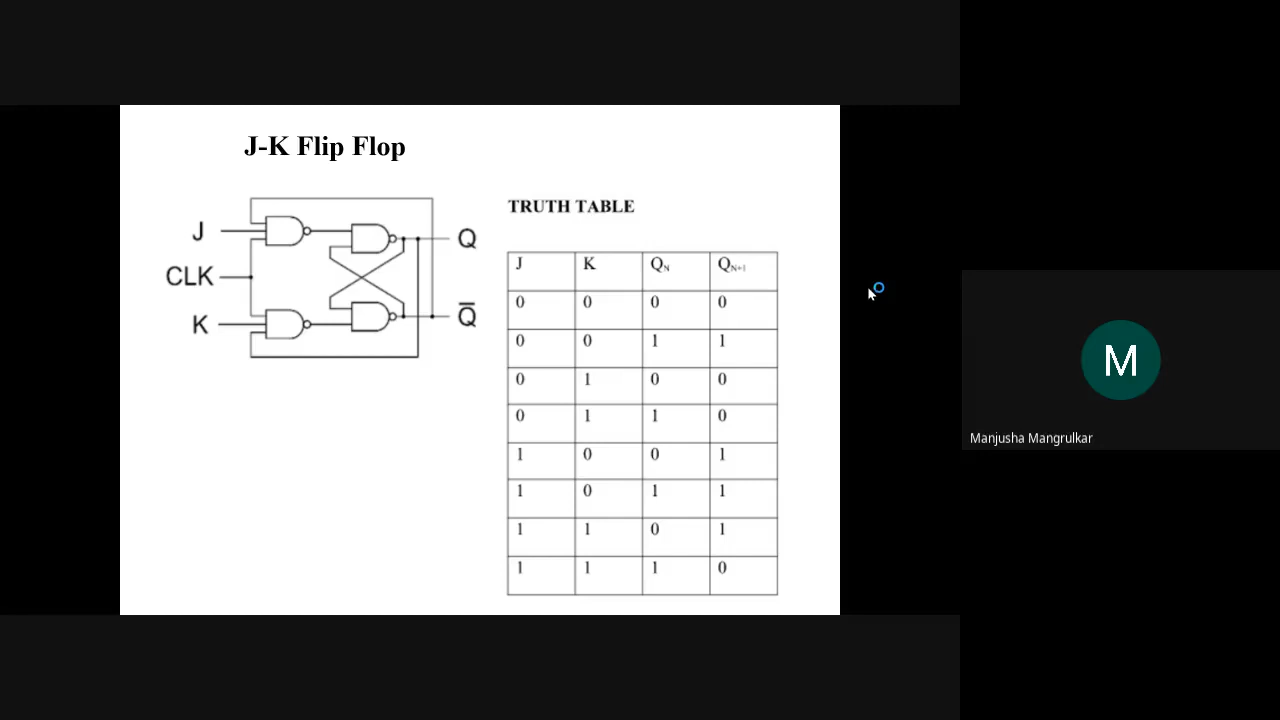 J-K Flip Flop
J
CLK
K
Q
Q̅
TRUTH TABLE
J K QN QN+1
0 0 0 0
0 0 1 1
0 1 0 0
0 1 1 0
1 0 0 1
1 0 1 1
1 1 0 1
1 1 1 0
M
Manjusha Mangrulkar